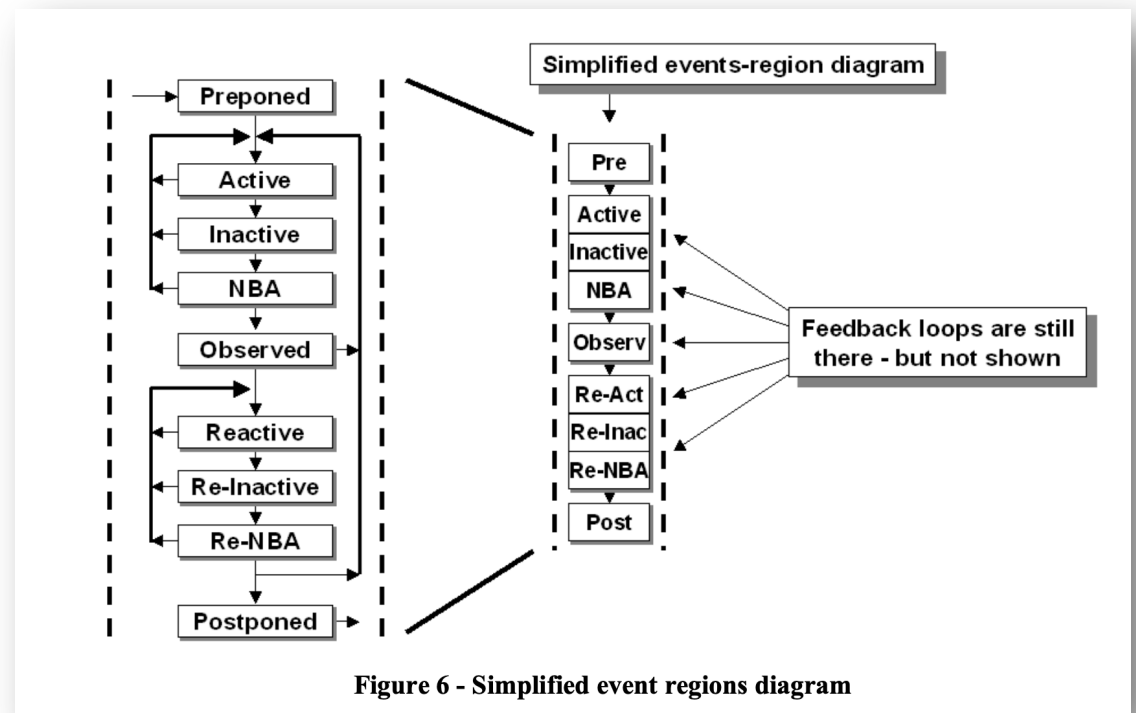 Simplified events-region diagram
Preponed
Active
Inactive
NBA
Observed
Reactive
Re-Inactive
Re-NBA
Postponed
Pre
Active
Inactive
NBA
Observ
Re-Act
Re-Inac
Re-NBA
Post
Feedback loops are still
there - but not shown
Figure 6 - Simplified event regions diagram